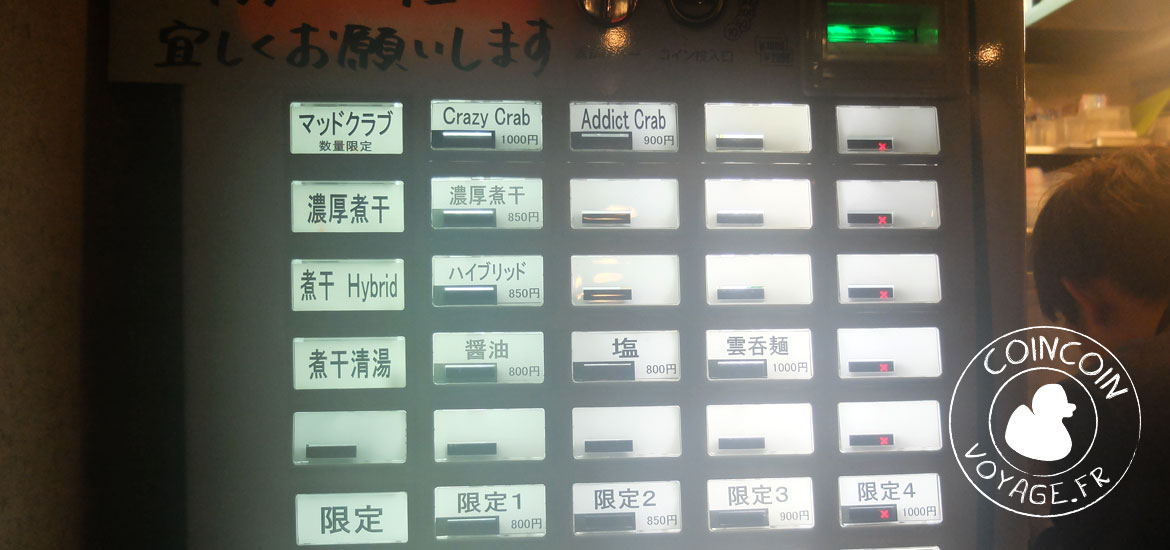 宜しくお願いします
コイン投入口
マッドクラブ
数量限定
Crazy Crab
1000円
Addict Crab
900円
濃厚煮干
濃厚煮干
850円
煮干 Hybrid
ハイブリッド
850円
煮干清湯
醤油
800円
塩
800円
雲呑麺
1000円
限定
限定1
800円
限定2
850円
限定3
900円
限定4
1000円
COINCOIN
VOYAGE.FR